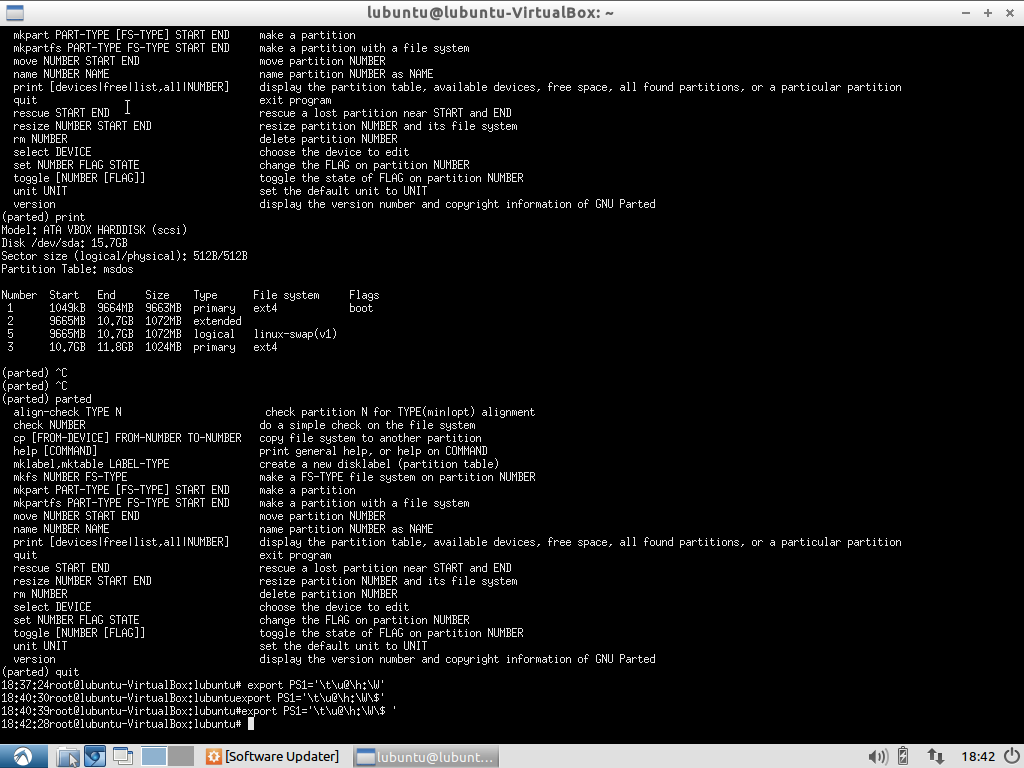 lubuntu@lubuntu-VirtualBox: ~
mkpart PART-TYPE [FS-TYPE] START END make a partition
mkpartfs PART-TYPE FS-TYPE START END make a partition with a file system
move NUMBER START END move partition NUMBER
name NUMBER NAME name partition NUMBER as NAME
print [devices|free|list,all|NUMBER] display the partition table, available devices, free space, all found partitions, or a particular partition
quit exit program
rescue START END rescue a lost partition near START and END
resize NUMBER START END resize partition NUMBER and its file system
rm NUMBER delete partition NUMBER
select DEVICE choose the device to edit
set NUMBER FLAG STATE change the FLAG on partition NUMBER
toggle [NUMBER [FLAG]] toggle the state of FLAG on partition NUMBER
unit UNIT set the default unit to UNIT
version display the version number and copyright information of GNU Parted
(parted) print
Model: ATA VBOX HARDDISK (scsi)
Disk /dev/sda: 15.7GB
Sector size (logical/physical): 512B/512B
Partition Table: msdos
Number Start End Size Type File system Flags
1 1049kB 9664MB 9663MB primary ext4 boot
2 9665MB 10.7GB 1072MB extended
5 9665MB 10.7GB 1072MB logical linux-swap(v1)
3 10.7GB 11.8GB 1024MB primary ext4
(parted) ^C
(parted) ^C
(parted) parted
align-check TYPE N check partition N for TYPE(min|opt) alignment
check NUMBER do a simple check on the file system
cp [FROM-DEVICE] FROM-NUMBER TO-NUMBER copy file system to another partition
help [COMMAND] print general help, or help on COMMAND
mklabel,mktable LABEL-TYPE create a new disklabel (partition table)
mkfs NUMBER FS-TYPE make a FS-TYPE file system on partition NUMBER
mkpart PART-TYPE [FS-TYPE] START END make a partition
mkpartfs PART-TYPE FS-TYPE START END make a partition with a file system
move NUMBER START END move partition NUMBER
name NUMBER NAME name partition NUMBER as NAME
print [devices|free|list,all|NUMBER] display the partition table, available devices, free space, all found partitions, or a particular partition
quit exit program
rescue START END rescue a lost partition near START and END
resize NUMBER START END resize partition NUMBER and its file system
rm NUMBER delete partition NUMBER
select DEVICE choose the device to edit
set NUMBER FLAG STATE change the FLAG on partition NUMBER
toggle [NUMBER [FLAG]] toggle the state of FLAG on partition NUMBER
unit UNIT set the default unit to UNIT
version display the version number and copyright information of GNU Parted
(parted) quit
18:37:24root@lubuntu-VirtualBox:lubuntu# export PS1='\t\u@\h:\W'
18:40:30root@lubuntu-VirtualBox:lubuntuexport PS1='\t\u@\h:\W\$'
18:40:39root@lubuntu-VirtualBox:lubuntu#export PS1='\t\u@\h:\W\$ '
18:42:28root@lubuntu-VirtualBox:lubuntu#
[Software Updater] lubuntu@lubunt... 18:42